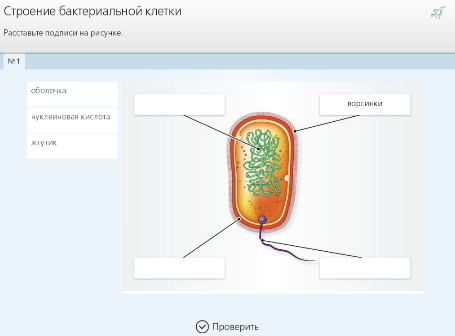 Строение бактериальной клетки
Расставьте подписи на рисунке.
№1
оболочка
нуклеиновая кислота
жгутик
ворсинки
Проверить